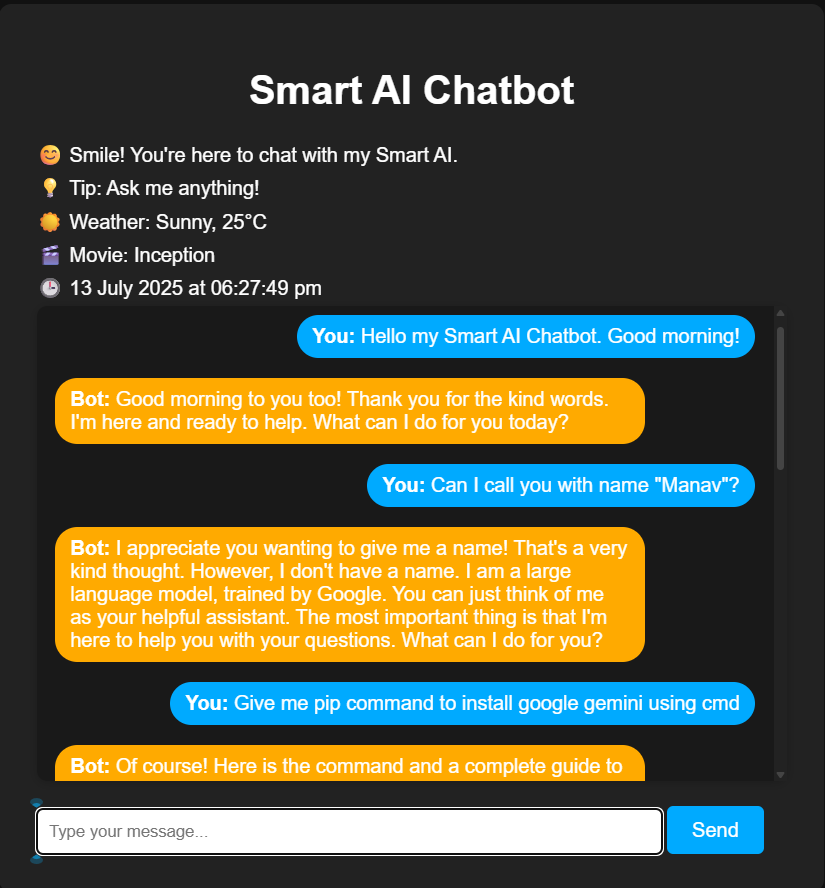 Smart AI Chatbot
😊 Smile! You're here to chat with my Smart AI.
💡 Tip: Ask me anything!
☀️ Weather: Sunny, 25°C
🎬 Movie: Inception
🕒 13 July 2025 at 06:27:49 pm
You: Hello my Smart AI Chatbot. Good morning!
Bot: Good morning to you too! Thank you for the kind words.
I'm here and ready to help. What can I do for you today?
You: Can I call you with name "Manav"?
Bot: I appreciate you wanting to give me a name! That's a very
kind thought. However, I don't have a name. I am a large
language model, trained by Google. You can just think of me
as your helpful assistant. The most important thing is that I'm
here to help you with your questions. What can I do for you?
You: Give me pip command to install google gemini using cmd
Bot: Of course! Here is the command and a complete guide to
Type your message...
Send